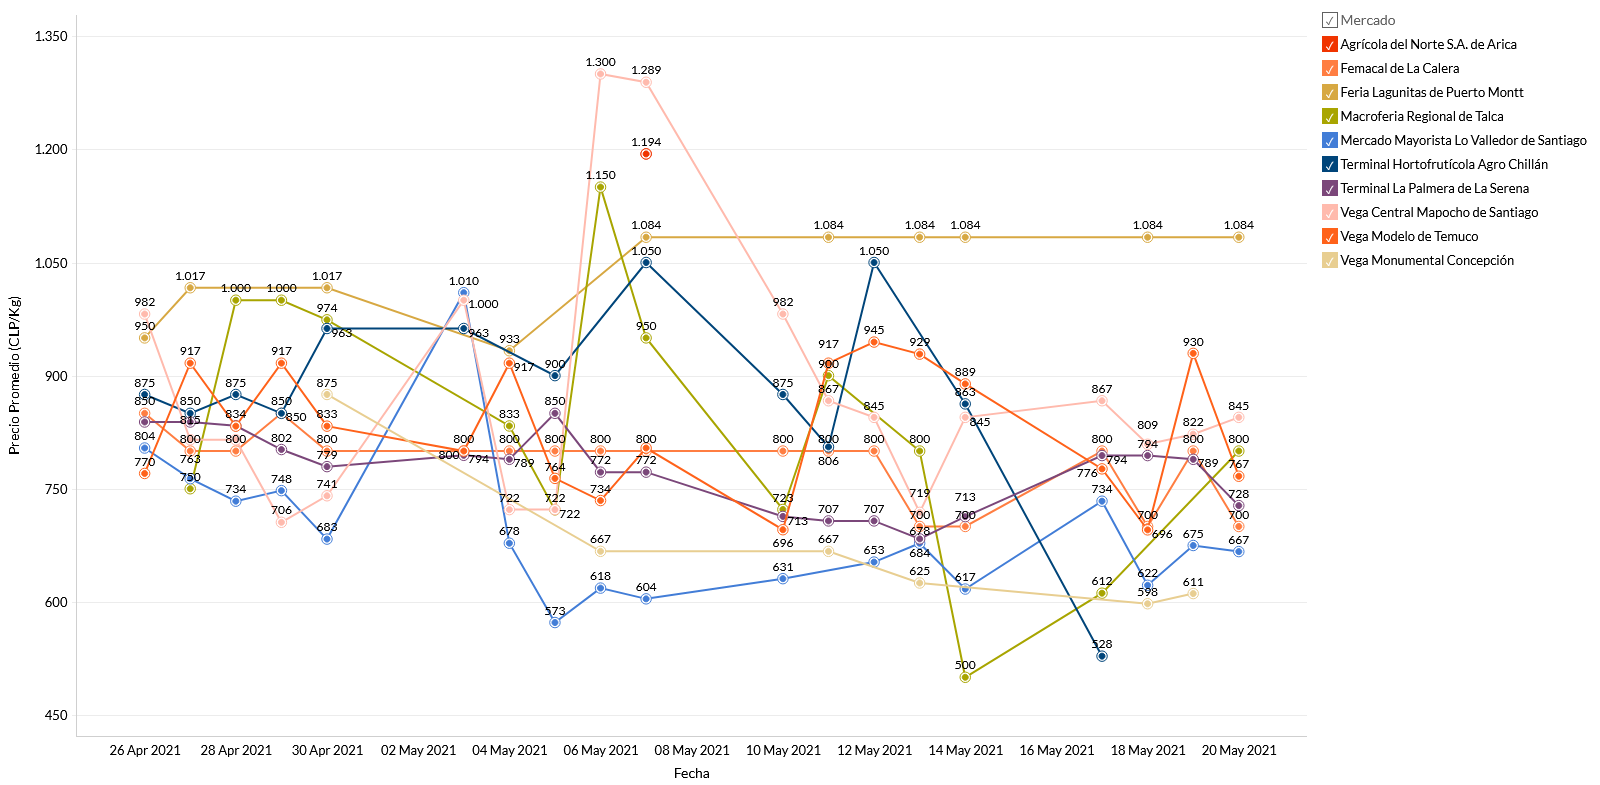 1.350
1.200
1.050
900
750
600
450
Precio Promedio (CLP/Kg)
1.300
1.289
1.194
1.150
1.084 1.084 1.084 1.084 1.084 1.084
1.050 1.050
1.017 1.017
1.010
1.000 1.000 1.000
982 982
974
963 963
950 950
945
933
930
929
917 917 917 917
900 900
889
875 875 875 875
867 867
863
850 850 850 850 850
845 845 845
834
833 833
822
815
809
806
804
802
800 800 800 800 800 800 800 800 800 800 800 800 800 800 800 800
794 794 794
789 789
779
776
772 772
770
767
764
763
750
748
741
734 734 734
728
723
722 722 722
719
713 713
707 707
706
700 700 700 700
696 696
684
683
678 678
675
667 667 667
653
631
625
622
618
617
612
611
604
598
573
528
500
26 Apr 2021 28 Apr 2021 30 Apr 2021 02 May 2021 04 May 2021 06 May 2021 08 May 2021 10 May 2021 12 May 2021 14 May 2021 16 May 2021 18 May 2021 20 May 2021
Fecha
Mercado
Agrícola del Norte S.A. de Arica
Femacal de La Calera
Feria Lagunitas de Puerto Montt
Macroferia Regional de Talca
Mercado Mayorista Lo Valledor de Santiago
Terminal Hortofrutícola Agro Chillán
Terminal La Palmera de La Serena
Vega Central Mapocho de Santiago
Vega Modelo de Temuco
Vega Monumental Concepción